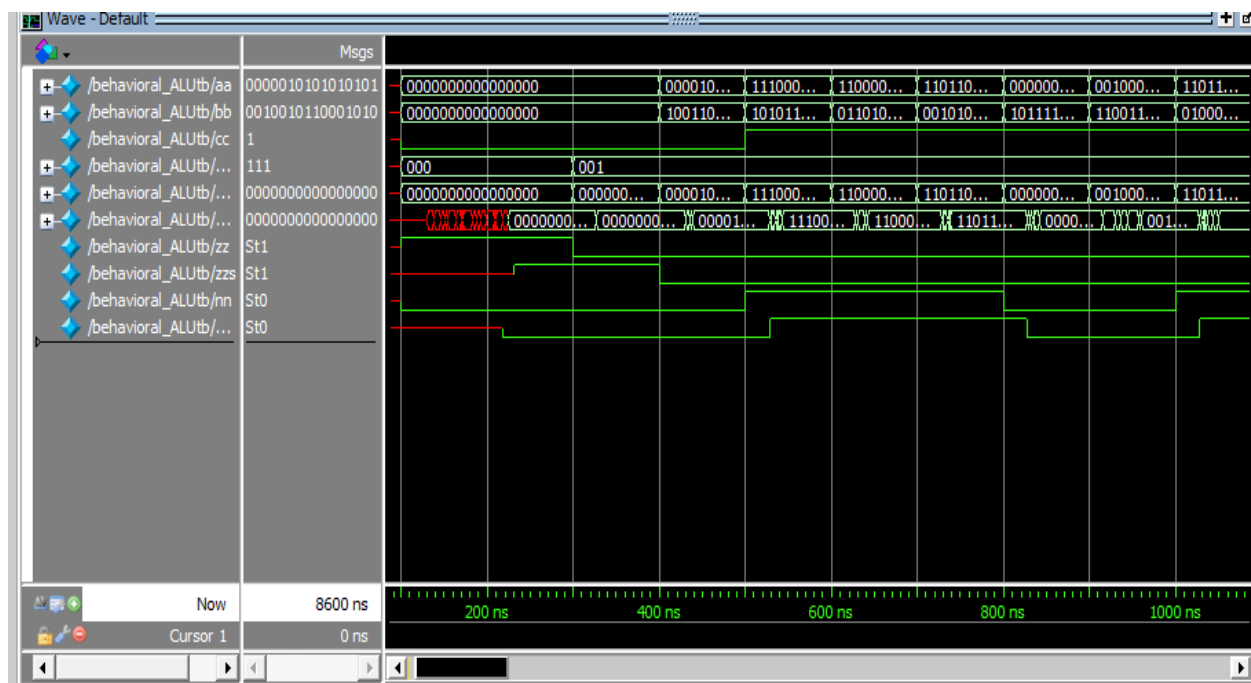 Wave - Default
Msgs
/behavioral_ALUtb/aa 0000010101010101 0000000000000000 000010... 111000... 110000... 110110... 000000... 001000... 11011...
/behavioral_ALUtb/bb 0010010110001010 0000000000000000 100110... 101011... 011010... 001010... 101111... 110011... 01000...
/behavioral_ALUtb/cc 1
/behavioral_ALUtb/... 111 000 001
/behavioral_ALUtb/... 0000000000000000 0000000000000000 000000... 000010... 111000... 110000... 110110... 000000... 001000... 11011...
/behavioral_ALUtb/... 0000000000000000 0000000... 0000000... 00001... 11100... 11000... 11011... 0000... 001...
/behavioral_ALUtb/zz St1
/behavioral_ALUtb/zzs St1
/behavioral_ALUtb/nn St0
/behavioral_ALUtb/... St0
Now 8600 ns 200 ns 400 ns 600 ns 800 ns 1000 ns
Cursor 1 0 ns